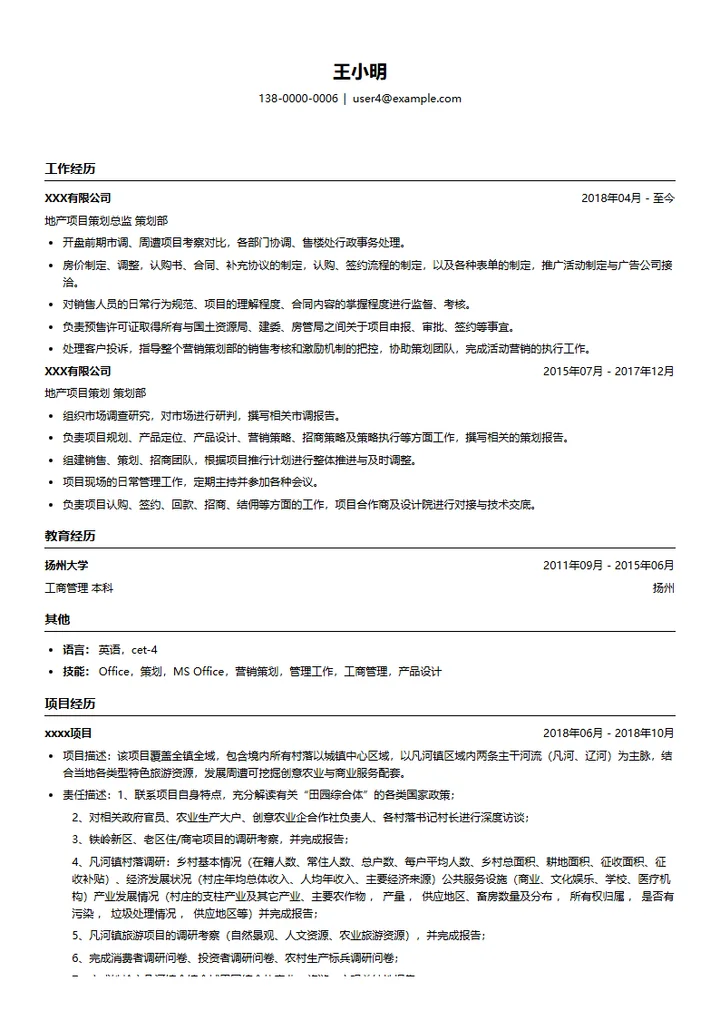 王小明
138-0000-0006 | user4@example.com
工作经历
XXX有限公司 2018年04月 - 至今
地产项目策划总监 策划部
• 开盘前期市调、周遭项目考察对比，各部门协调、售楼处行政事务处理。
• 房价制定、调整，认购书、合同、补充协议的制定，认购、签约流程的制定，以及各种表单的制定，推广活动制定与广告公司接
洽。
• 对销售人员的日常行为规范、项目的理解程度、合同内容的掌握程度进行监督、考核。
• 负责预售许可证取得所有与国土资源局、建委、房管局之间关于项目申报、审批、签约等事宜。
• 处理客户投诉，指导整个营销策划部的销售考核和激励机制的把控，协助策划团队，完成活动营销的执行工作。
XXX有限公司 2015年07月 - 2017年12月
地产项目策划 策划部
• 组织市场调查研究，对市场进行研判，撰写相关市调报告。
• 负责项目规划、产品定位、产品设计、营销策略、招商策略及策略执行等方面工作，撰写相关的策划报告。
• 组建销售、策划、招商团队，根据项目推行计划进行整体推进与及时调整。
• 项目现场的日常管理工作，定期主持并参加各种会议。
• 负责项目认购、签约、回款、招商、结佣等方面的工作，项目合作商及设计院进行对接与技术交底。
教育经历
扬州大学 2011年09月 - 2015年06月
工商管理 本科 扬州
其他
• 语言： 英语，cet-4
• 技能： Office，策划，MS Office，营销策划，管理工作，工商管理，产品设计
项目经历
xxxx项目 2018年06月 - 2018年10月
• 项目描述：该项目覆盖全镇全域，包含境内所有村落以城镇中心区域，以凡河镇区域内两条主干河流（凡河、辽河）为主脉，结
合当地各类型特色旅游资源，发展周遭可挖掘创意农业与商业服务配套。
• 责任描述：1、联系项目自身特点，充分解读有关“田园综合体”的各类国家政策；
2、对相关政府官员、农业生产大户、创意农业企合作社负责人、各村落书记村长进行深度访谈；
3、铁岭新区、老区住/商宅项目的调研考察，并完成报告；
4、凡河镇村落调研：乡村基本情况（在籍人数、常住人数、总户数、每户平均人数、乡村总面积、耕地面积、征收面积、征
收补贴）、经济发展状况（村庄年均总体收入、人均年收入、主要经济来源）公共服务设施（商业、文化娱乐、学校、医疗机
构）产业发展情况（村庄的支柱产业及其它产业、主要农作物 ，产量 ， 供应地区、畜房数量及分布 ， 所有权归属 ， 是否有
污染 ， 垃圾处理情况 ， 供应地区等）并完成报告；
5、凡河镇旅游项目的调研考察（自然景观、人文资源、农业旅游资源），并完成报告；
6、完成消费者调研问卷、投资者调研问卷、农村生产标兵调研问卷；